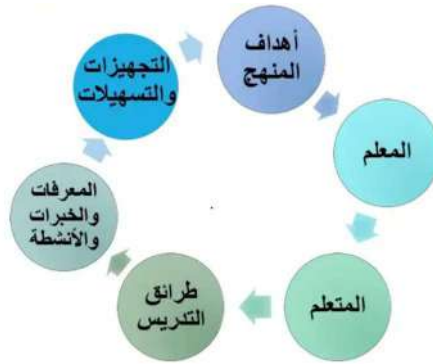 أهداف
المنهج
المعلم
المتعلم
طرائق
التدريس
المعرفات
والخبرات
والأنشطة
التجهيزات
والتسهيلات